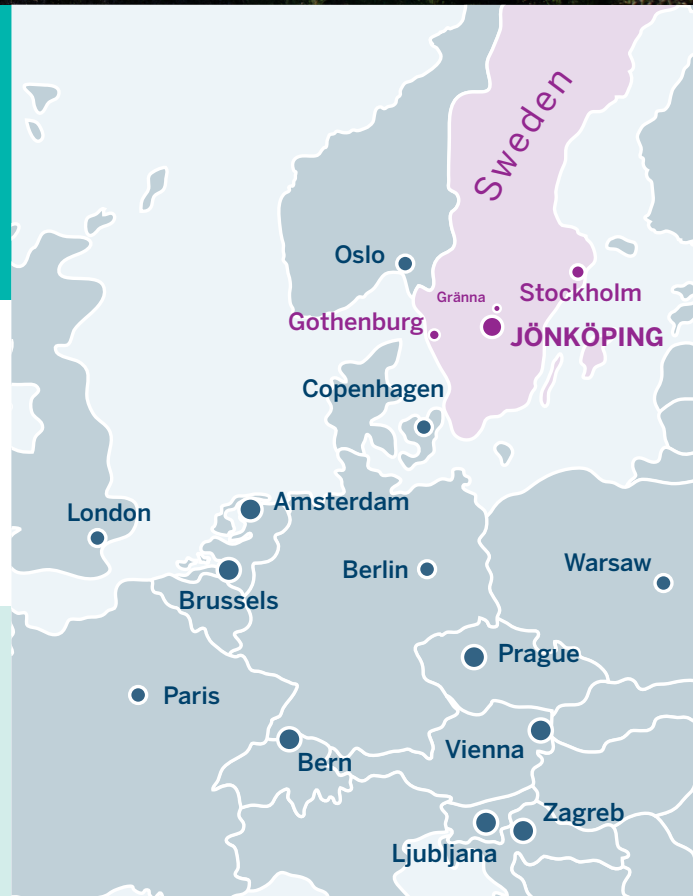 Sweden
Oslo
Gränna
Stockholm
Gothenburg
JÖNKÖPING
Copenhagen
Amsterdam
London
Berlin
Warsaw
Brussels
Prague
Paris
Vienna
Bern
Zagreb
Ljubljana